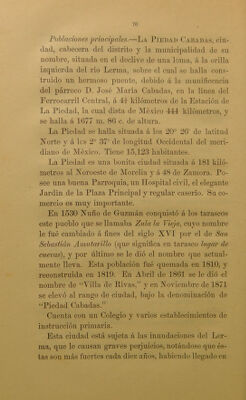 70
Poblaciones principales.—LA PIEDAD CABADAS, ciu-
dad, cabecera del distrito y la municipalidad de su
nombre, situada en el declive de una loma, á la orilla
izquierda del río Lerma, sobre el cual se halla cons-
truido un hermoso puente, debido á la munificencia
del párroco D. José María Cabadas, en la línea del
Ferrocarril Central, á 4½ kilómetros de la Estación de
La Piedad, la cual dista de México 444 kilómetros, y
se halla á 1677 m. 86 c. de altura.
La Piedad se halla situada á los 20° 26' de latitud
Norte y á los 2° 37' de longitud Occidental del meri-
diano de México. Tiene 15,123 habitantes.
La Piedad es una bonita ciudad situada á 181 kiló-
metros al Noroeste de Morelia y á 48 de Zamora. Po-
see una buena Parroquia, un Hospital civil, el elegante
Jardín de la Plaza Principal y regular caserío. Su co-
mercio es muy importante.
En 1530 Nuño de Guzmán conquistó á los tarascos
este pueblo que se llamaba Zula la Vieja, cuyo nombre
le fué cambiado á fines del siglo XVI por el de San
Sebastián Aramutarillo (que significa en tarasco lugar de
cuevas), y por último se le dió el nombre que actual-
mente lleva. Esta población fué quemada en 1810, y
reconstruida en 1819. En Abril de 1861 se le dió el
nombre de "Villa de Rivas," y en Noviembre de 1871
se elevó al rango de ciudad, bajo la denominación de
"Piedad Cabadas."
Cuenta con un Colegio y varios establecimientos de
instrucción primaria.
Esta ciudad está sujeta á las inundaciones del Ler-
ma, que le causan graves perjuicios, notándose que és-
tas son más fuertes cada diez años, habiendo llegado en